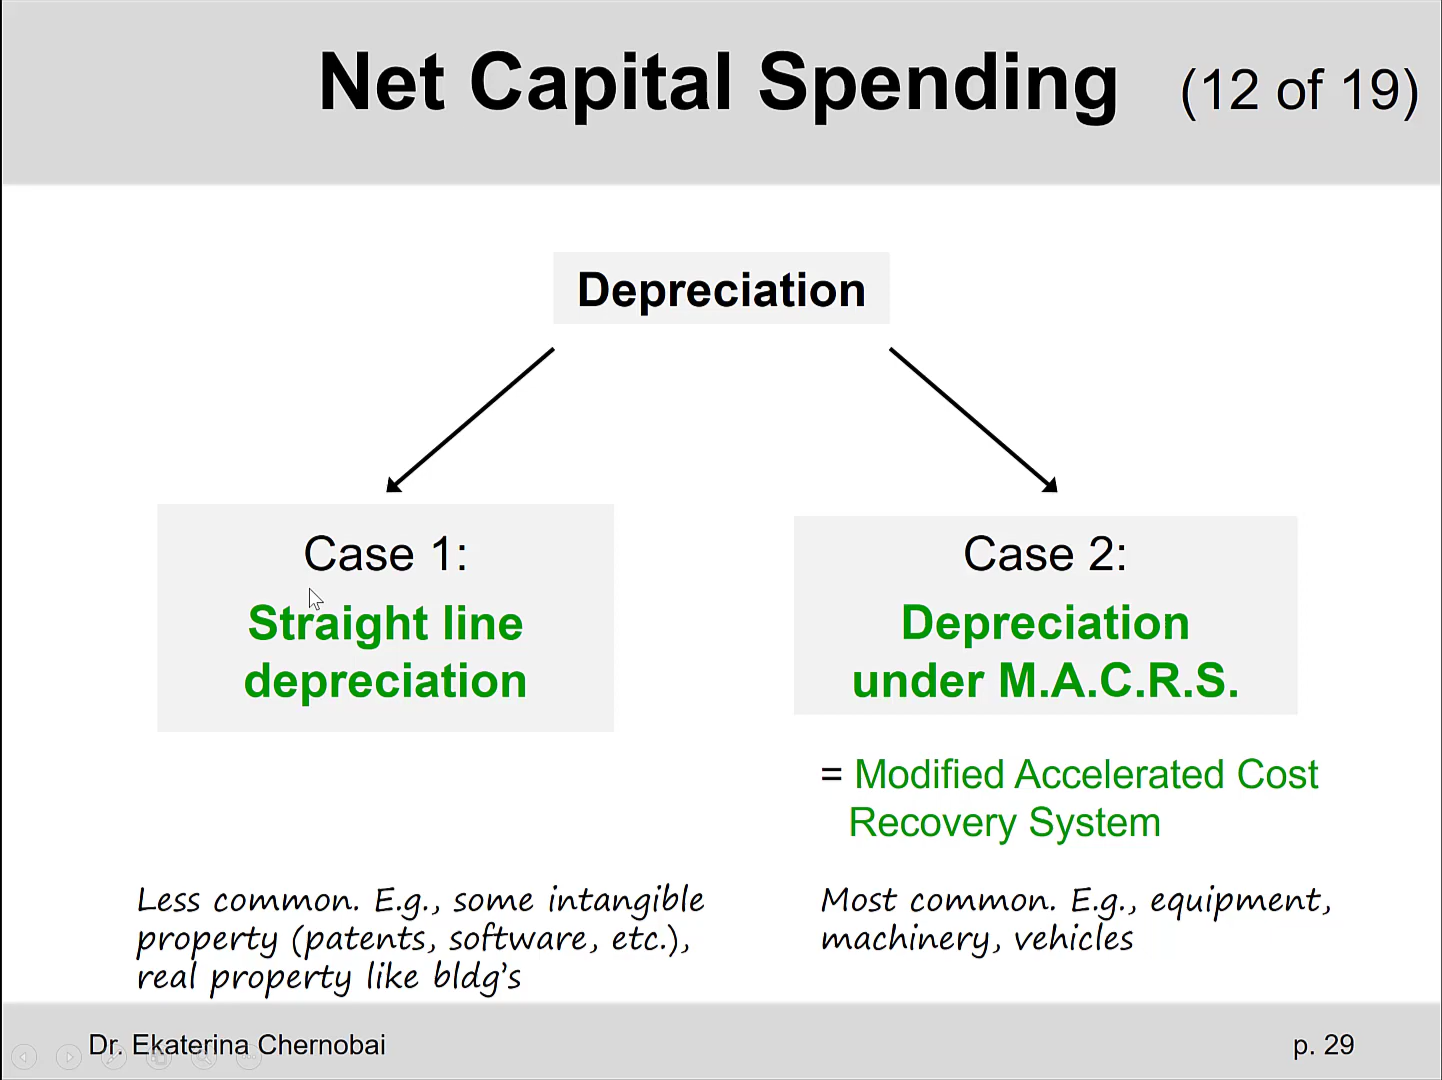 Net Capital Spending (12 of 19)
Depreciation
Case 1:
Straight line
depreciation
Case 2:
Depreciation
under M.A.C.R.S.
= Modified Accelerated Cost
Recovery System
Less common. E.g., some intangible
property (patents, software, etc.),
real property like bldg's
Most common. E.g., equipment,
machinery, vehicles
Dr. Ekaterina Chernobai
p. 29